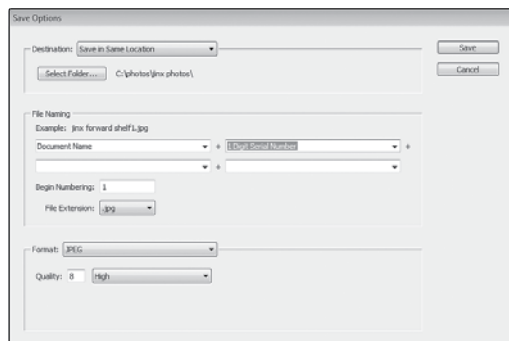 Save Options
Destination: Save in Same Location
Save
Select Folder... C:\photos\jinx photos\
Cancel
File Naming
Example: jinx forward shelf1.jpg
Document Name + 1 Digit Serial Number +
+
Begin Numbering: 1
File Extension: .jpg
Format: JPEG
Quality: 8 High